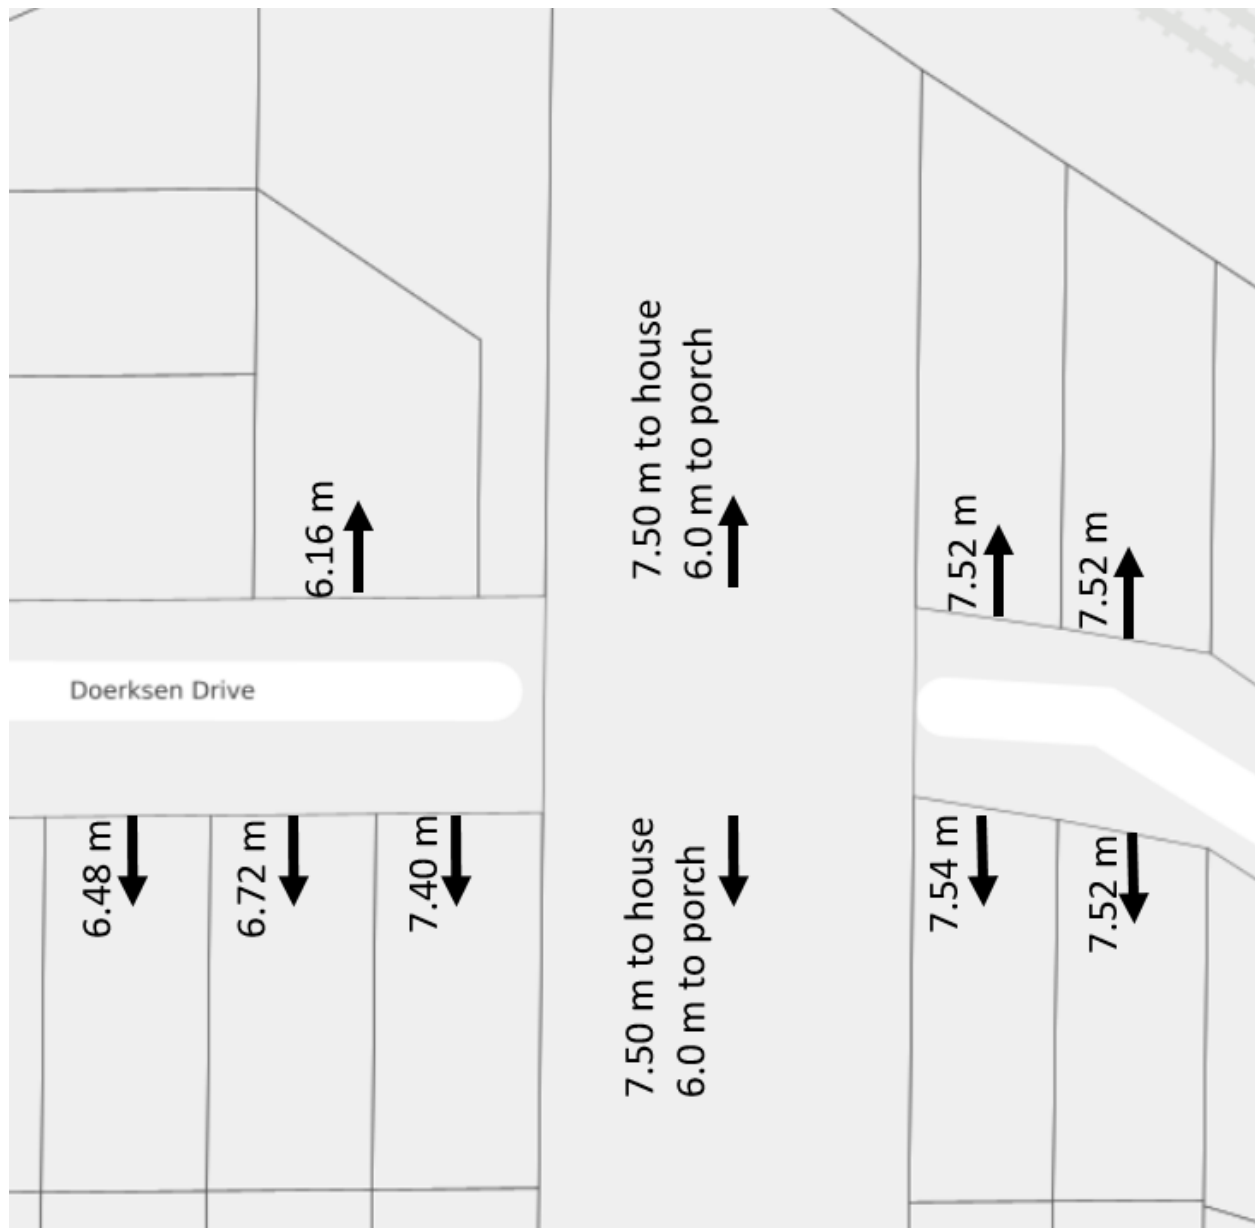 7.50 m to house
6.0 m to porch
6.16 m
7.52 m
7.52 m
Doerksen Drive
6.48 m
6.72 m
7.40 m
7.50 m to house
6.0 m to porch
7.54 m
7.52 m